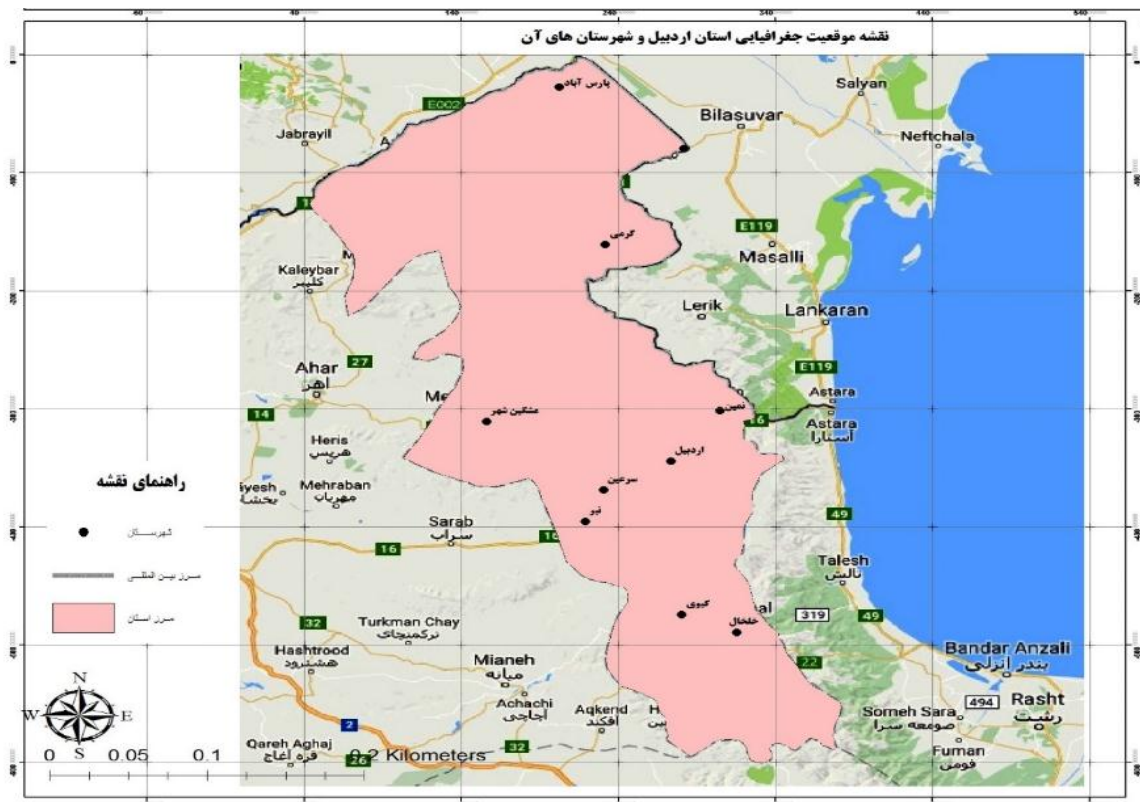 نقشه موقعیت جغرافیایی استان اردبیل و شهرستان های آن
پارس آباد
Salyan
E002
Bilasuvar
Jabrayil
Neftchala
گرمی
E119
Masallı
Kaleybar
کلیبر
Lerik
Lankaran
27
E119
Ahar
اهر
Astara
14
مشگین شهر
نمین
16
Astara
آستارا
Heris
هریس
اردبیل
Mehraban
مهربان
سرعین
راهنمای نقشه
نیر
Sarab
سراب
49
شهرستان
16
Talesh
تالش
مرز بین المللی
مرز استان
کیوی
خلخال
319
49
32
Turkman Chay
ترکمنچای
Hashtrood
هشترود
Bandar Anzali
بندر انزلی
Mianeh
میانه
22
Achachi
آچاچی
Aqkend
آقکند
494
Rasht
رشت
Someh Sara
صومعه سرا
N
W E
S
2
Qareh Aghaj
قره آغاج
26
32
Fuman
فومن
0 0.05 0.1 0.2 Kilometers